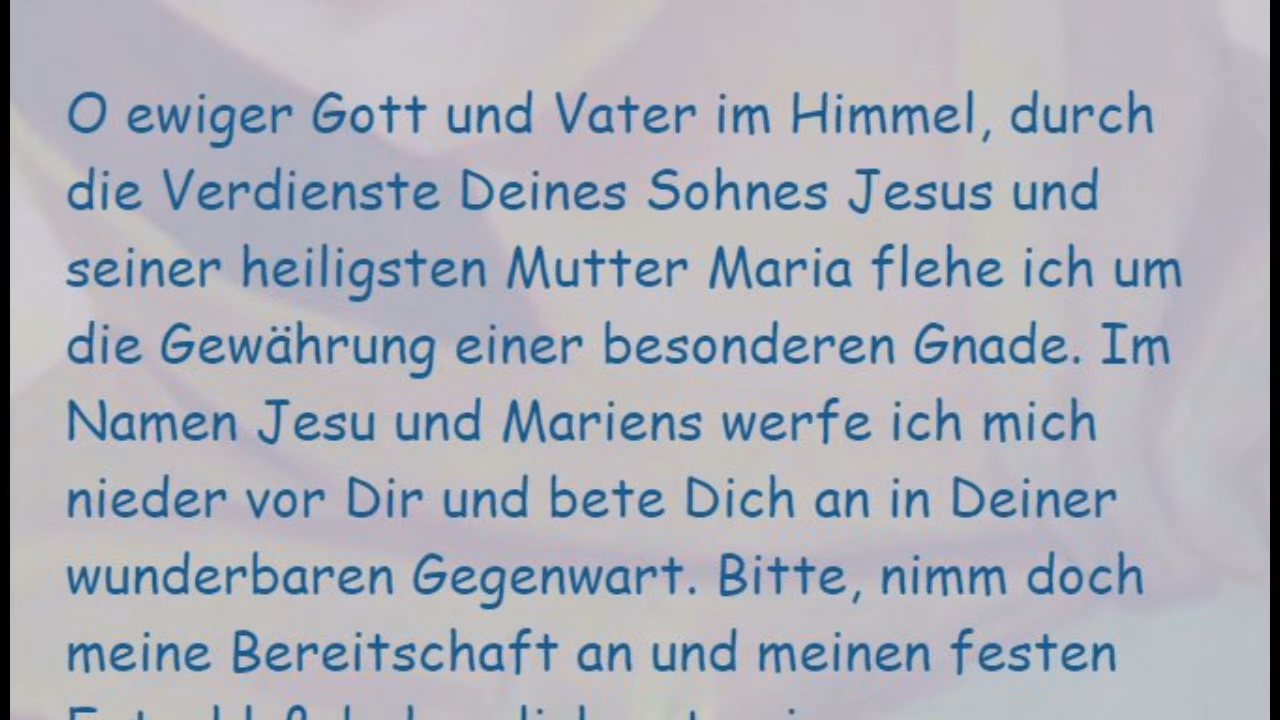 O ewiger Gott und Vater im Himmel, durch
die Verdienste Deines Sohnes Jesus und
seiner heiligsten Mutter Maria flehe ich um
die Gewährung einer besonderen Gnade. Im
Namen Jesu und Mariens werfe ich mich
nieder vor Dir und bete Dich an in Deiner
wunderbaren Gegenwart. Bitte, nimm doch
meine Bereitschaft an und meinen festen